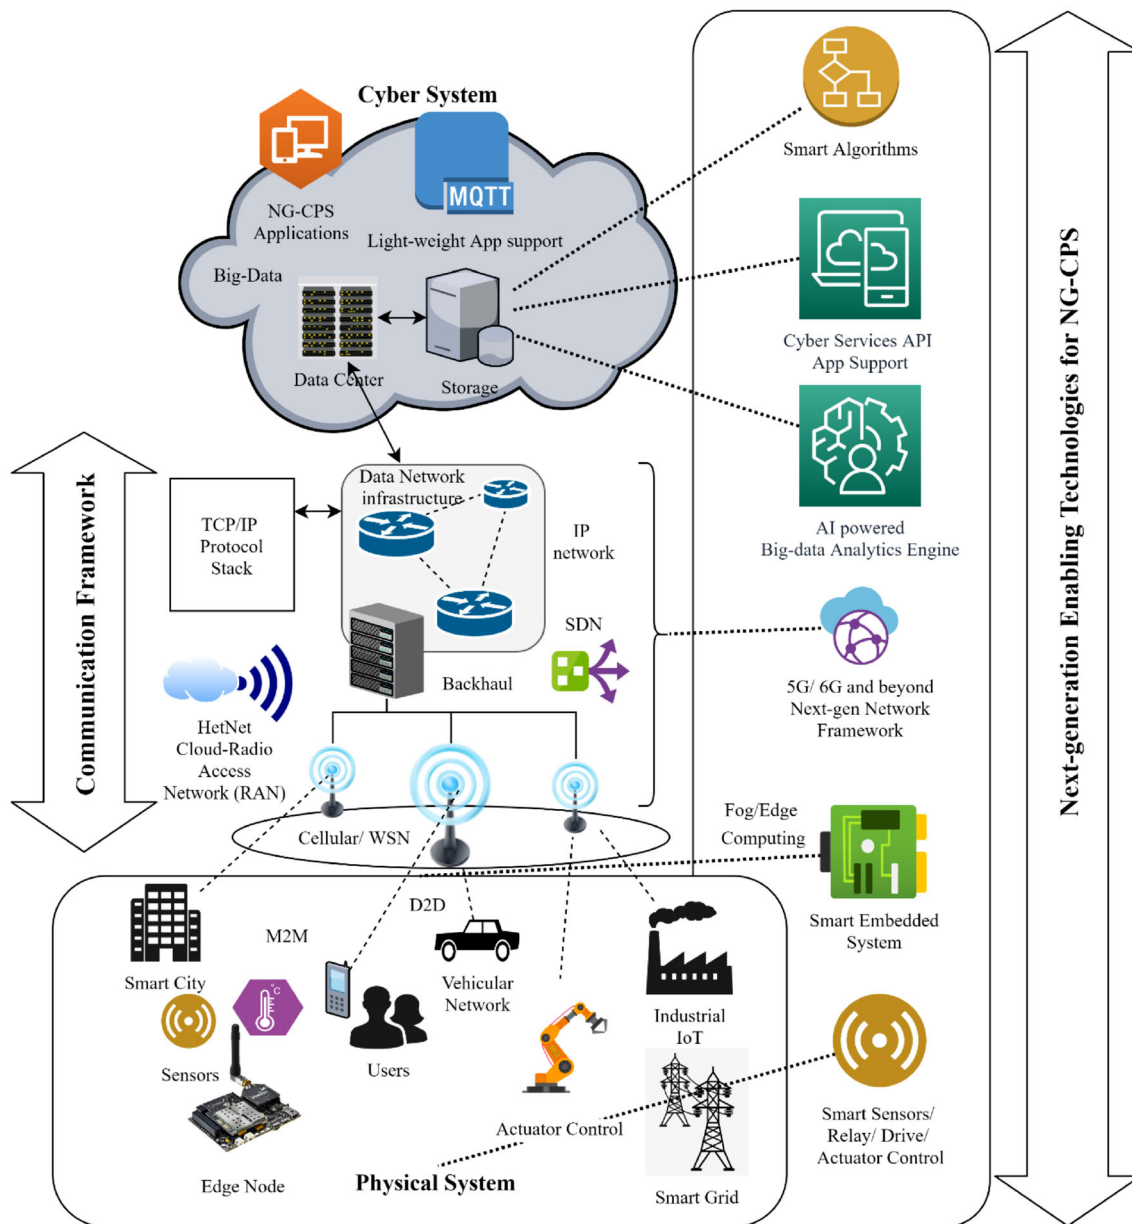 Cyber System
MQTT
NG-CPS
Applications
Light-weight App support
Big-Data
Data Center
Storage
Smart Algorithms
Cyber Services API
App Support
AI powered
Big-data Analytics Engine
5G/ 6G and beyond
Next-gen Network
Framework
Fog/Edge
Computing
Smart Embedded
System
Smart Sensors/
Relay/ Drive/
Actuator Control
Next-generation Enabling Technologies for NG-CPS
Communication Framework
TCP/IP
Protocol
Stack
Data Network
infrastructure
IP
network
SDN
Backhaul
HetNet
Cloud-Radio
Access
Network (RAN)
Cellular/ WSN
D2D
M2M
Smart City
Vehicular
Network
Industrial
IoT
°C
Sensors
Users
Actuator Control
Edge Node
Physical System
Smart Grid